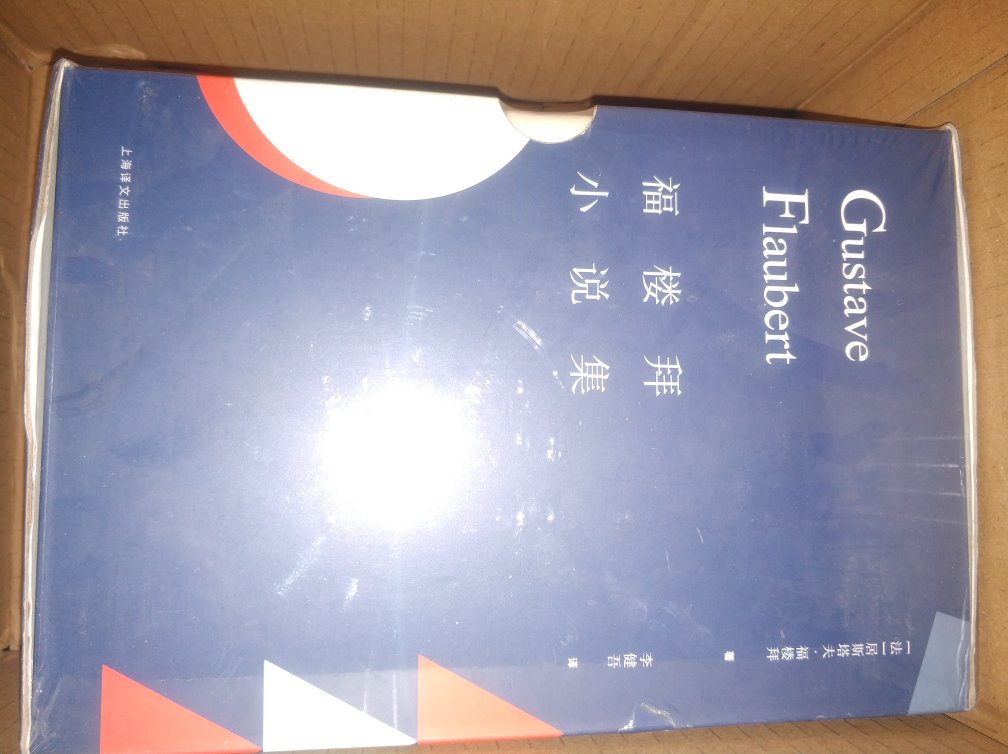 Gustave
Flaubert
福楼拜
小说集
[法]居斯塔夫·福楼拜 著
李健吾 译
上海译文出版社